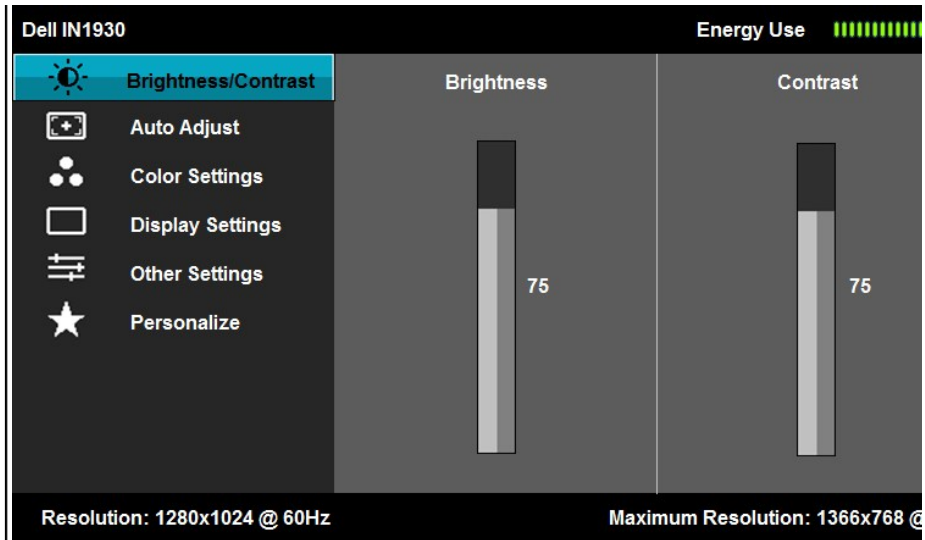 Dell IN1930 Energy Use
Brightness/Contrast Brightness Contrast
Auto Adjust
Color Settings
Display Settings
Other Settings 75 75
Personalize
Resolution: 1280x1024 @ 60Hz Maximum Resolution: 1366x768 @